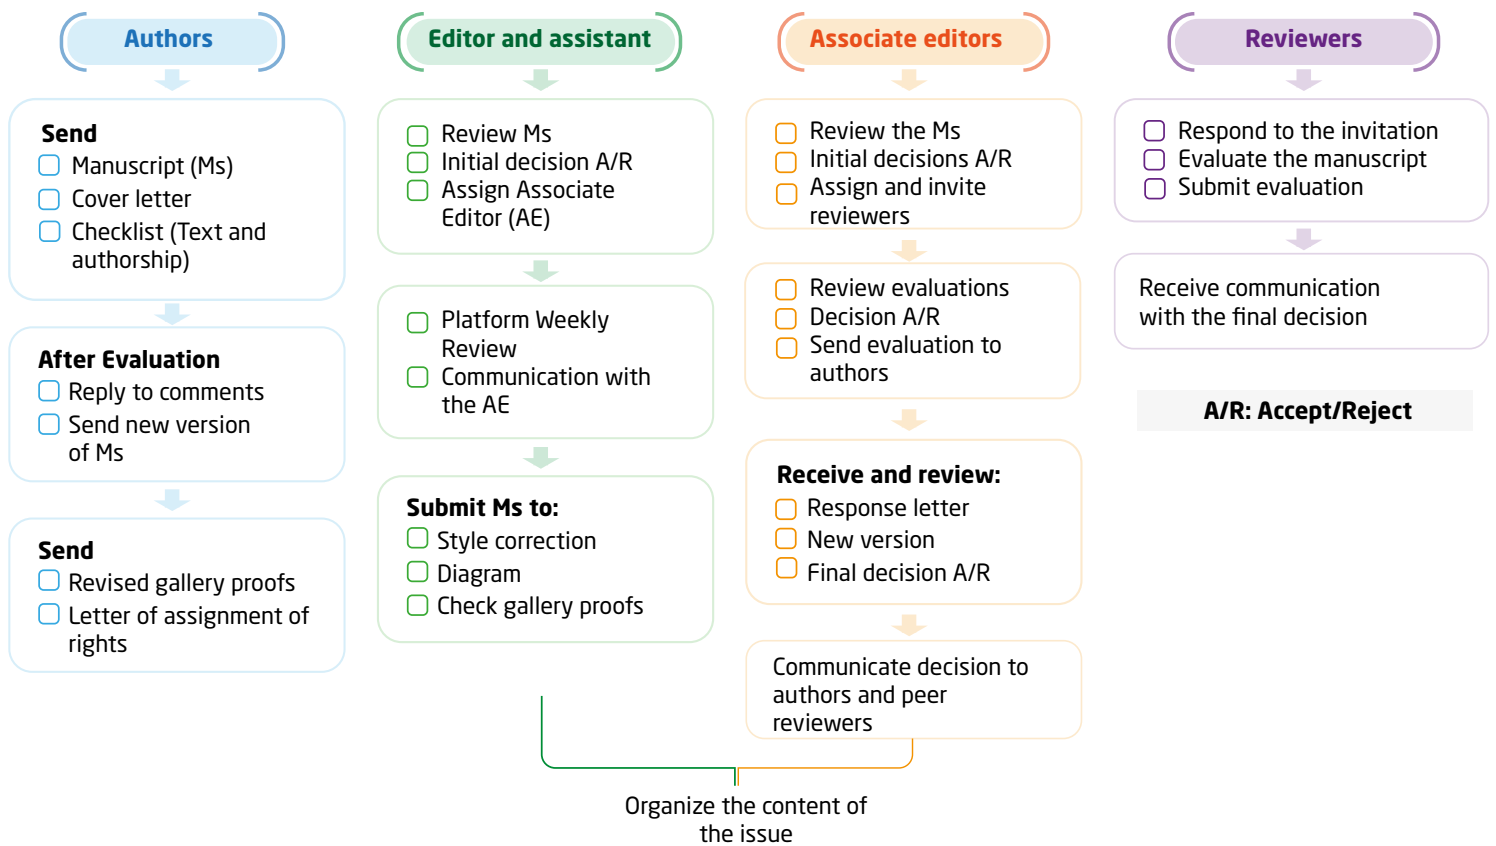 Authors
Send
Manuscript (Ms)
Cover letter
Checklist (Text and
authorship)
After Evaluation
Reply to comments
Send new version
of Ms
Send
Revised gallery proofs
Letter of assignment of
rights
Editor and assistant
Review Ms
Initial decision A/R
Assign Associate
Editor (AE)
Platform Weekly
Review
Communication with
the AE
Submit Ms to:
Style correction
Diagram
Check gallery proofs
Associate editors
Review the Ms
Initial decisions A/R
Assign and invite
reviewers
Review evaluations
Decision A/R
Send evaluation to
authors
Receive and review:
Response letter
New version
Final decision A/R
Communicate decision to
authors and peer
reviewers
Reviewers
Respond to the invitation
Evaluate the manuscript
Submit evaluation
Receive communication
with the final decision
A/R: Accept/Reject
Organize the content of
the issue